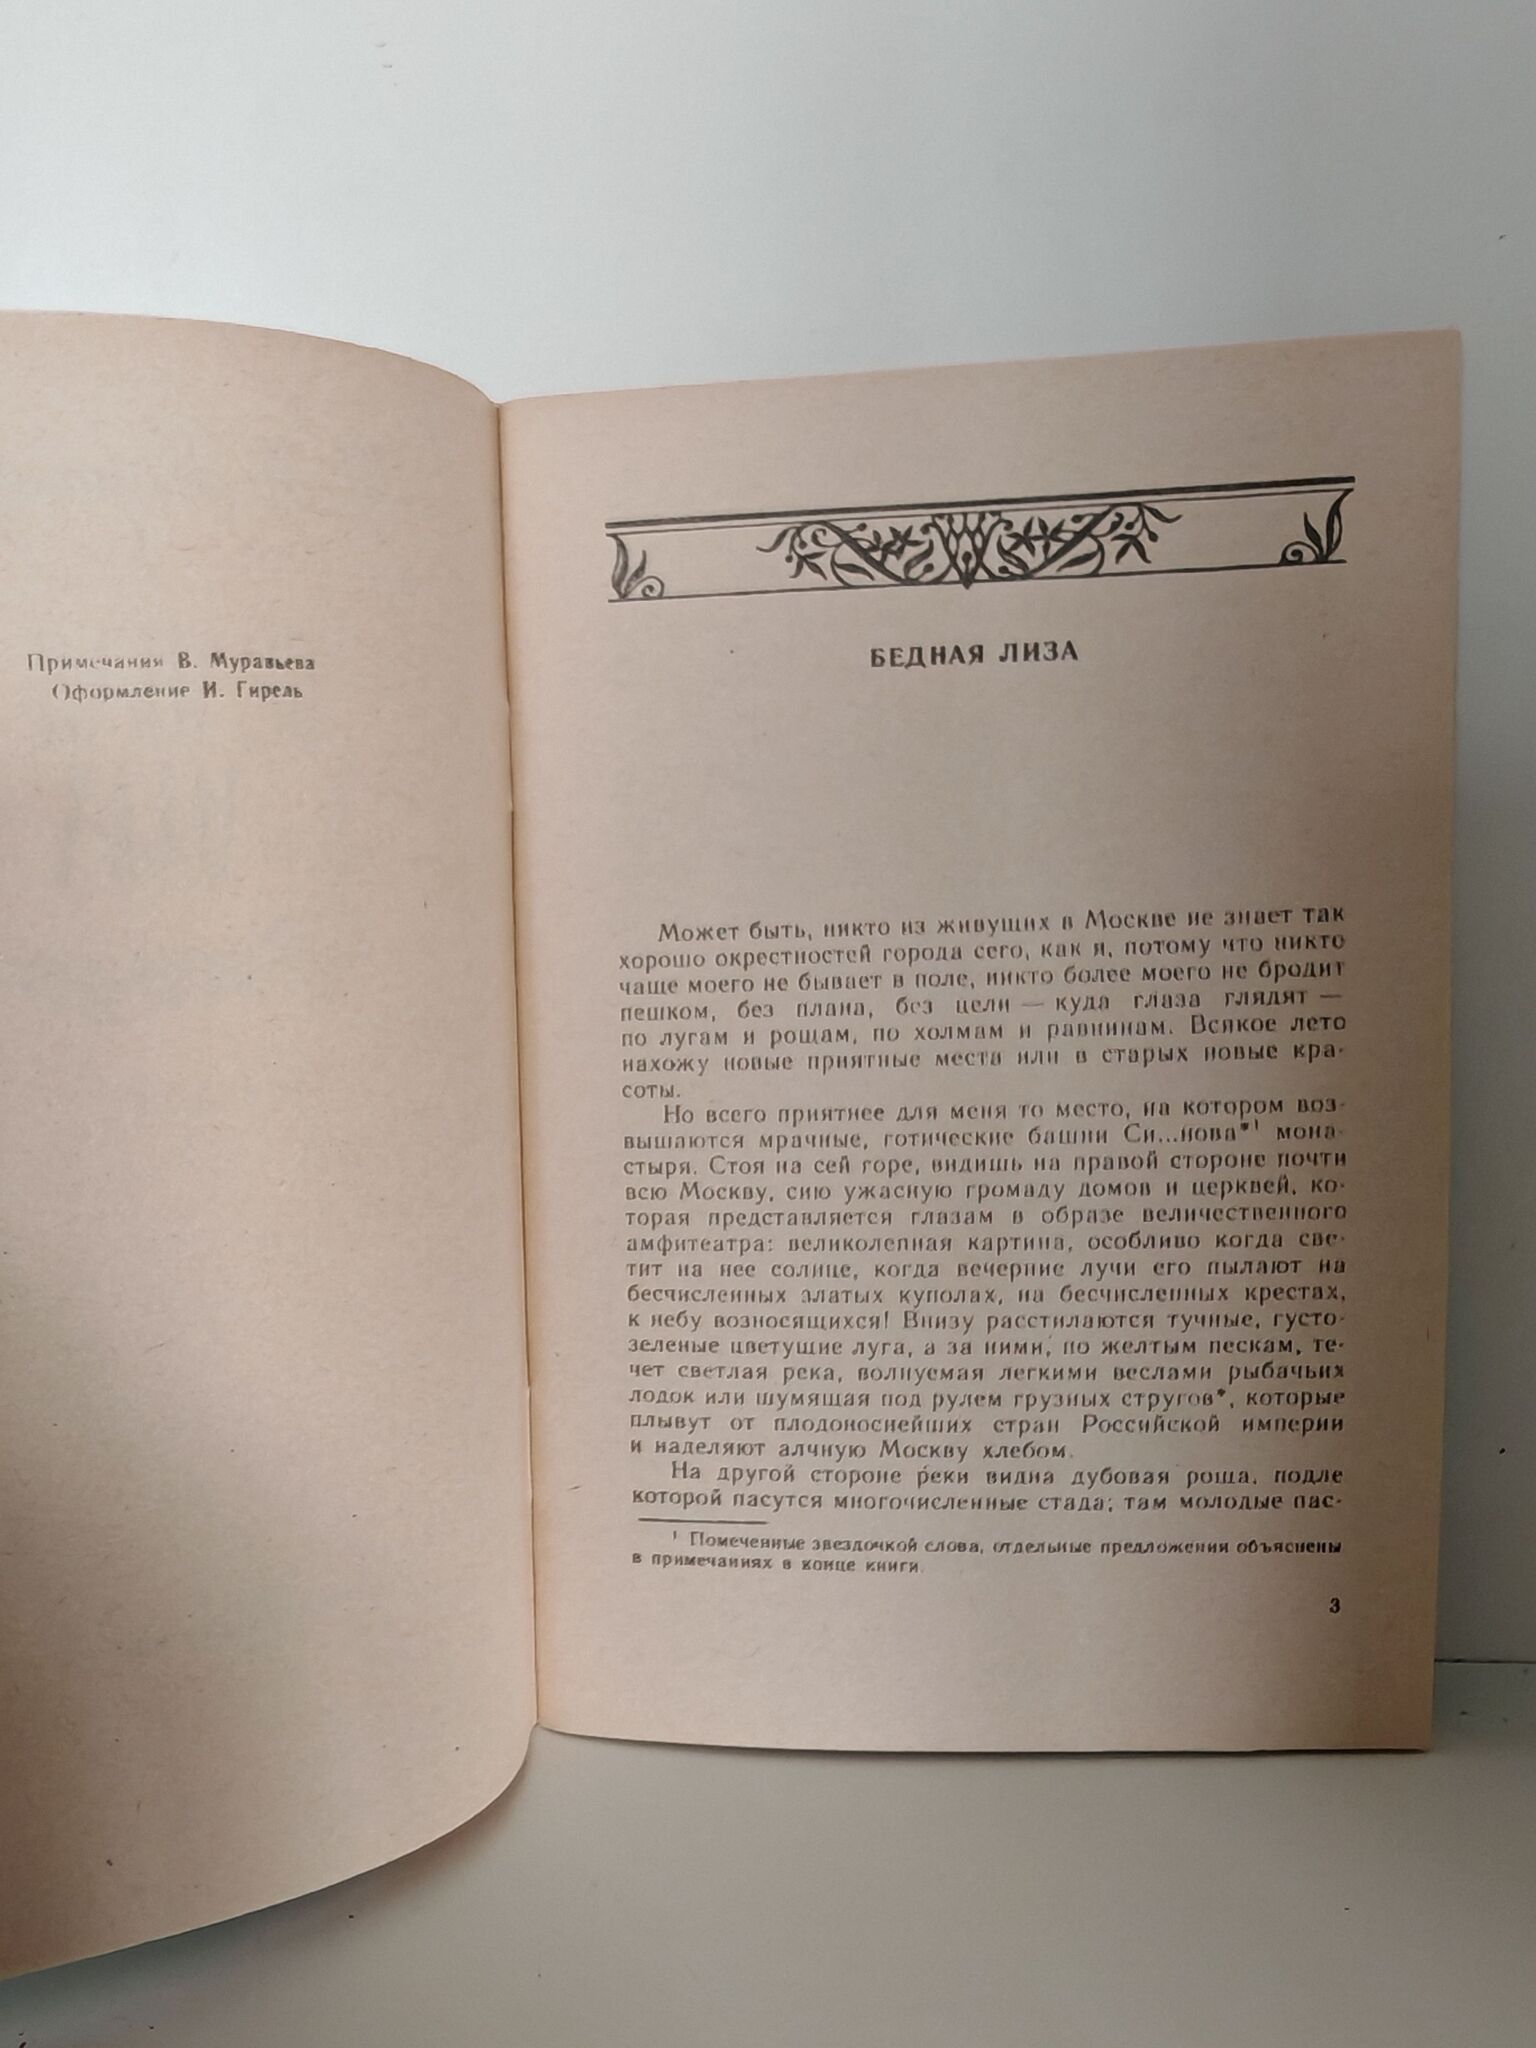 Примечания В. Муравьева
Оформление И. Гирель
БЕДНАЯ ЛИЗА
Может быть, никто из живущих в Москве не знает так
хорошо окрестностей города сего, как я, потому что никто
чаще моего не бывает в поле, никто более моего не бродит
пешком, без плана, без цели — куда глаза глядят —
по лугам и рощам, по холмам и равнинам. Всякое лето
нахожу новые приятные места или в старых новые кра-
соты.
Но всего приятнее для меня то место, на котором воз-
вышаются мрачные, готические башни Си...нова*¹ мона-
стыря. Стоя на сей горе, видишь на правой стороне почти
всю Москву, сию ужасную громаду домов и церквей, ко-
торая представляется глазам в образе величественного
амфитеатра: великолепная картина, особливо когда све-
тит на нее солнце, когда вечерние лучи его пылают на
бесчисленных златых куполах, на бесчисленных крестах,
к небу возносящихся! Внизу расстилаются тучные, густо-
зеленые цветущие луга, а за ними, по желтым пескам, те-
чет светлая река, волнуемая легкими веслами рыбачьих
лодок или шумящая под рулем грузных стругов*, которые
плывут от плодоноснейших стран Российской империи
и наделяют алчную Москву хлебом.
На другой стороне реки видна дубовая роща, подле
которой пасутся многочисленные стада; там молодые пас-
¹ Помеченные звездочкой слова, отдельные предложения объяснены
в примечаниях в конце книги.
3